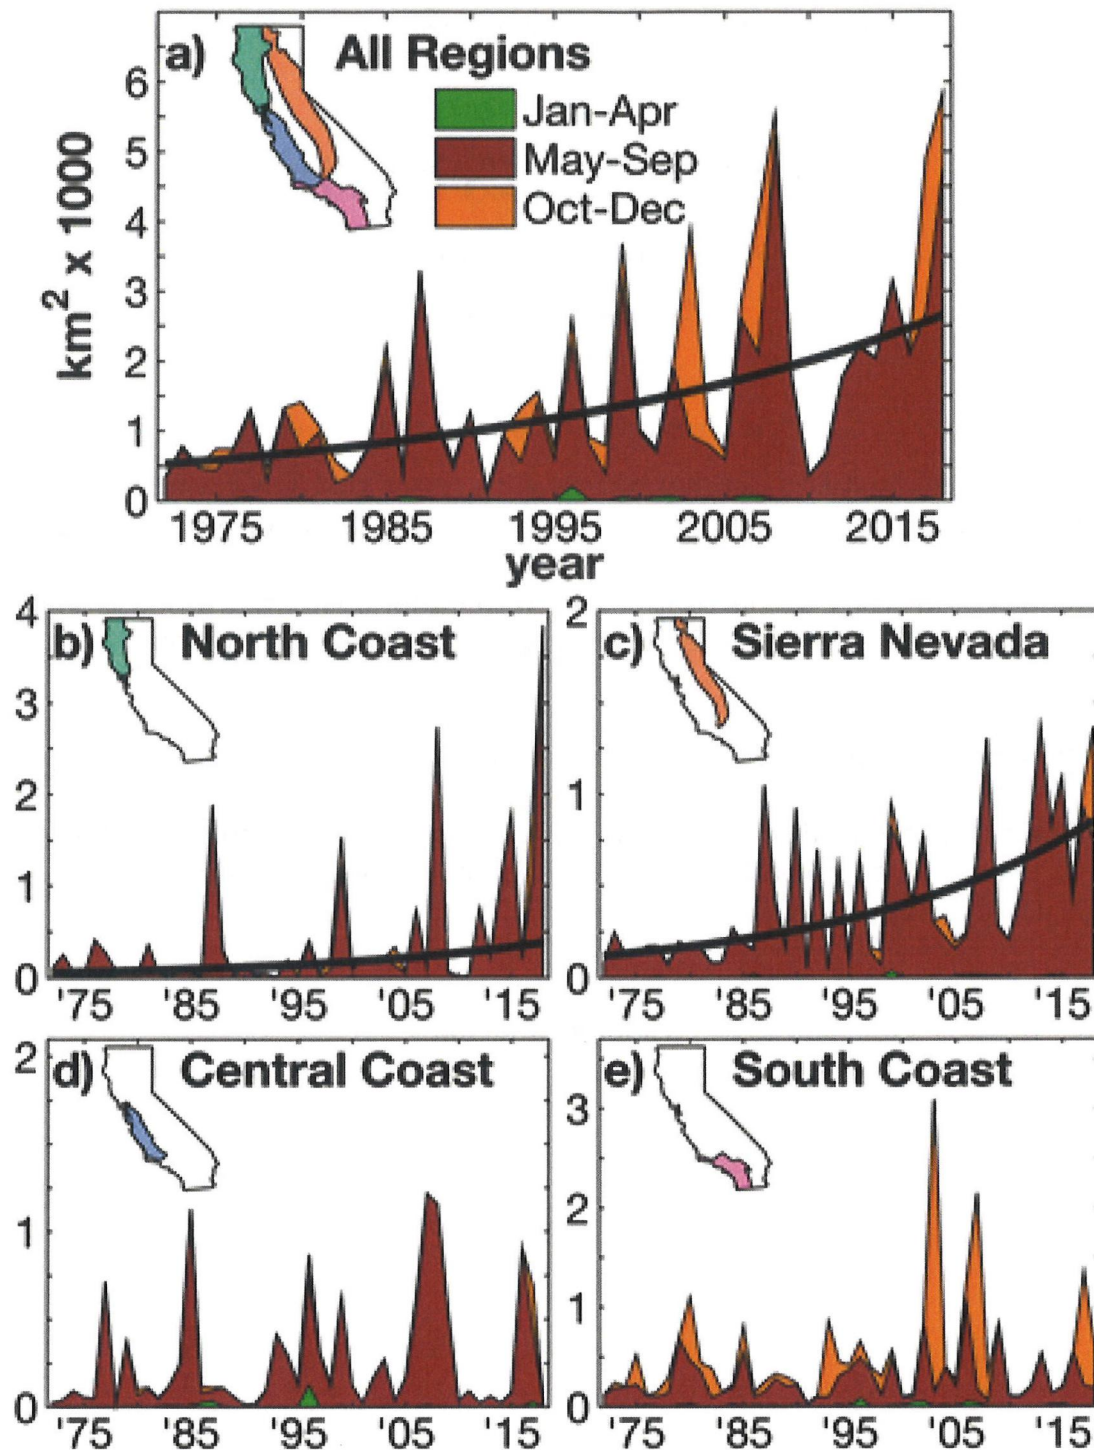 a) All Regions
Jan-Apr
May-Sep
Oct-Dec
km² x 1000
6
5
4
3
2
1
0
1975 1985 1995 2005 2015
year
b) North Coast
4
3
2
1
0
'75 '85 '95 '05 '15
c) Sierra Nevada
2
1
0
'75 '85 '95 '05 '15
d) Central Coast
2
1
0
'75 '85 '95 '05 '15
e) South Coast
3
2
1
0
'75 '85 '95 '05 '15